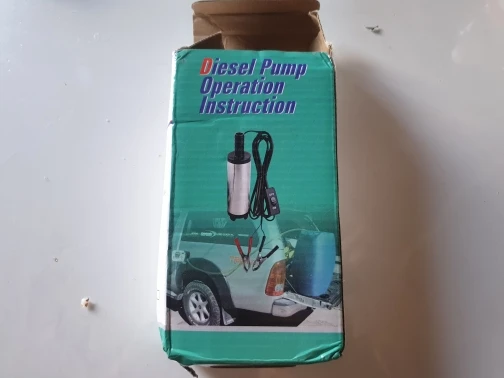 Diesel Pump
Operation
Instruction